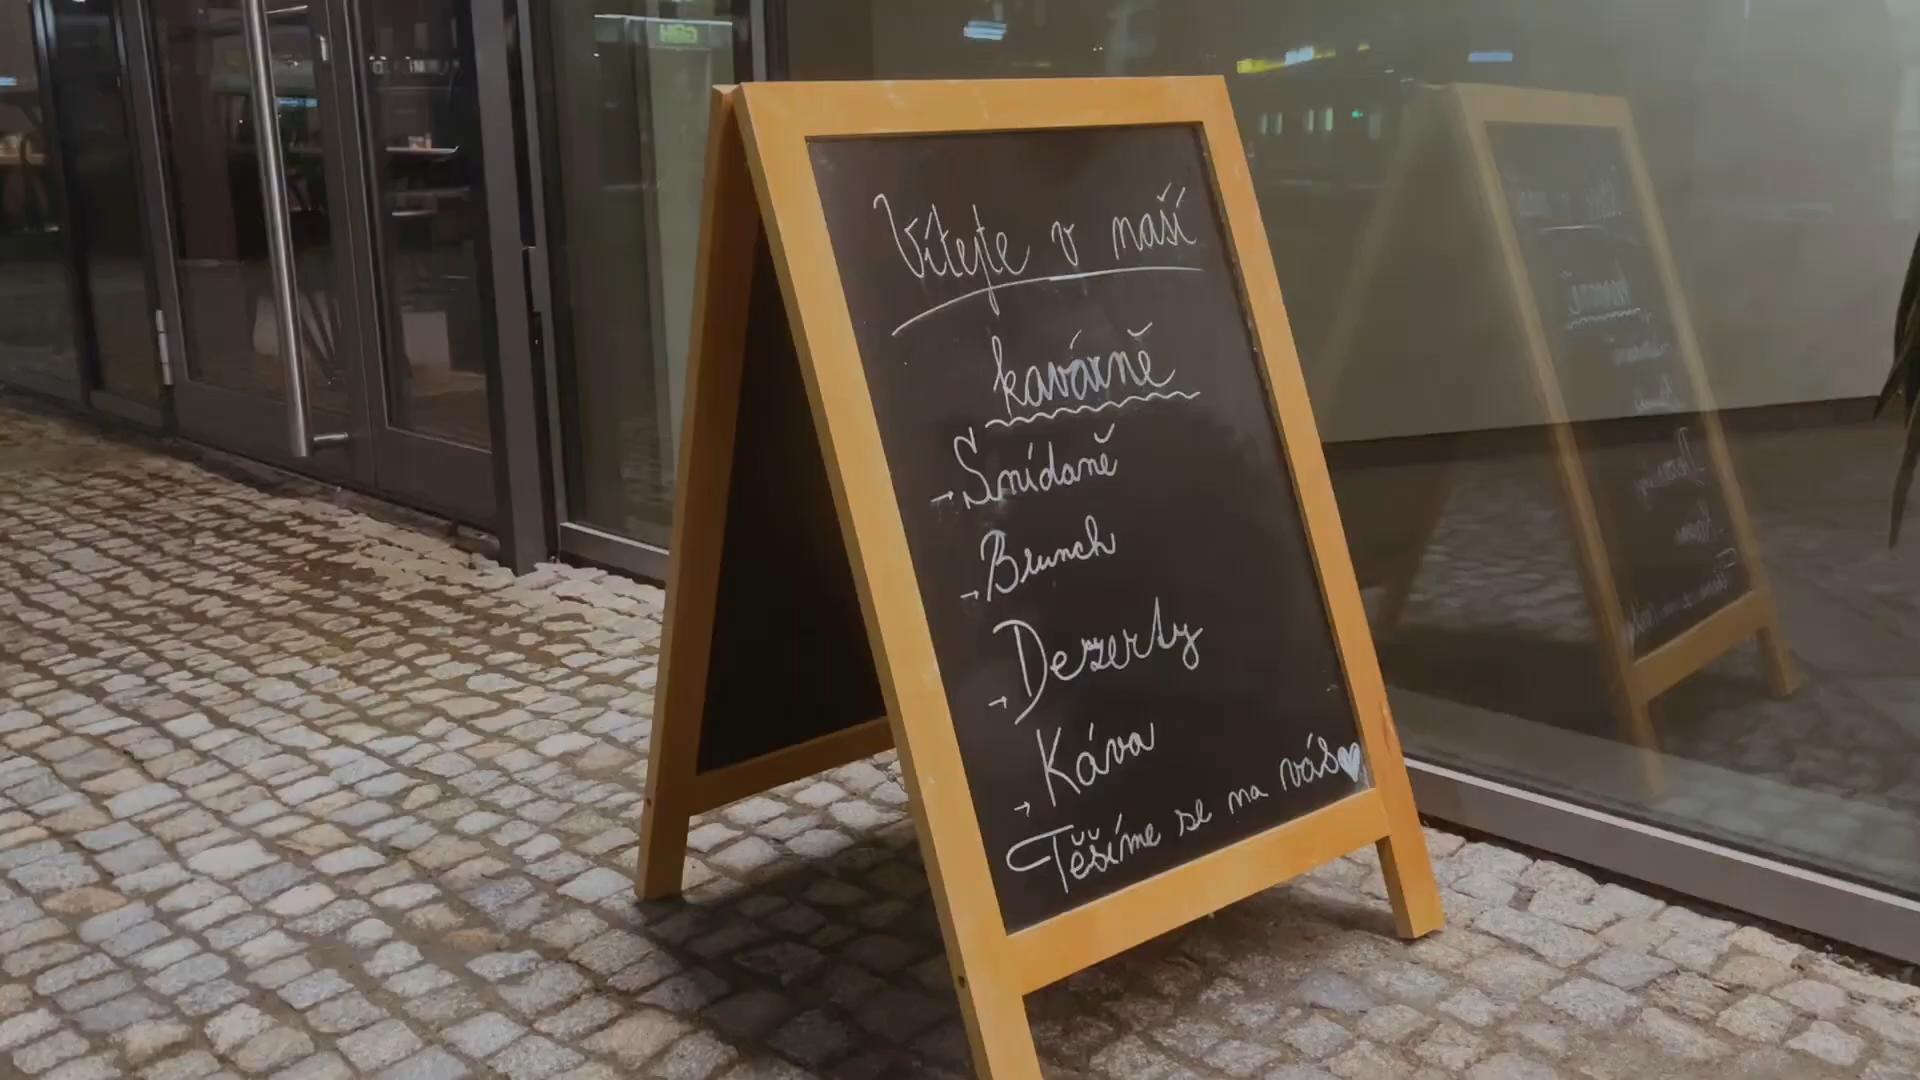 Vítejte v naší
kavárně
→ Snídaně
→ Brunch
→ Dezerty
→ Káva
Těšíme se na vás♥